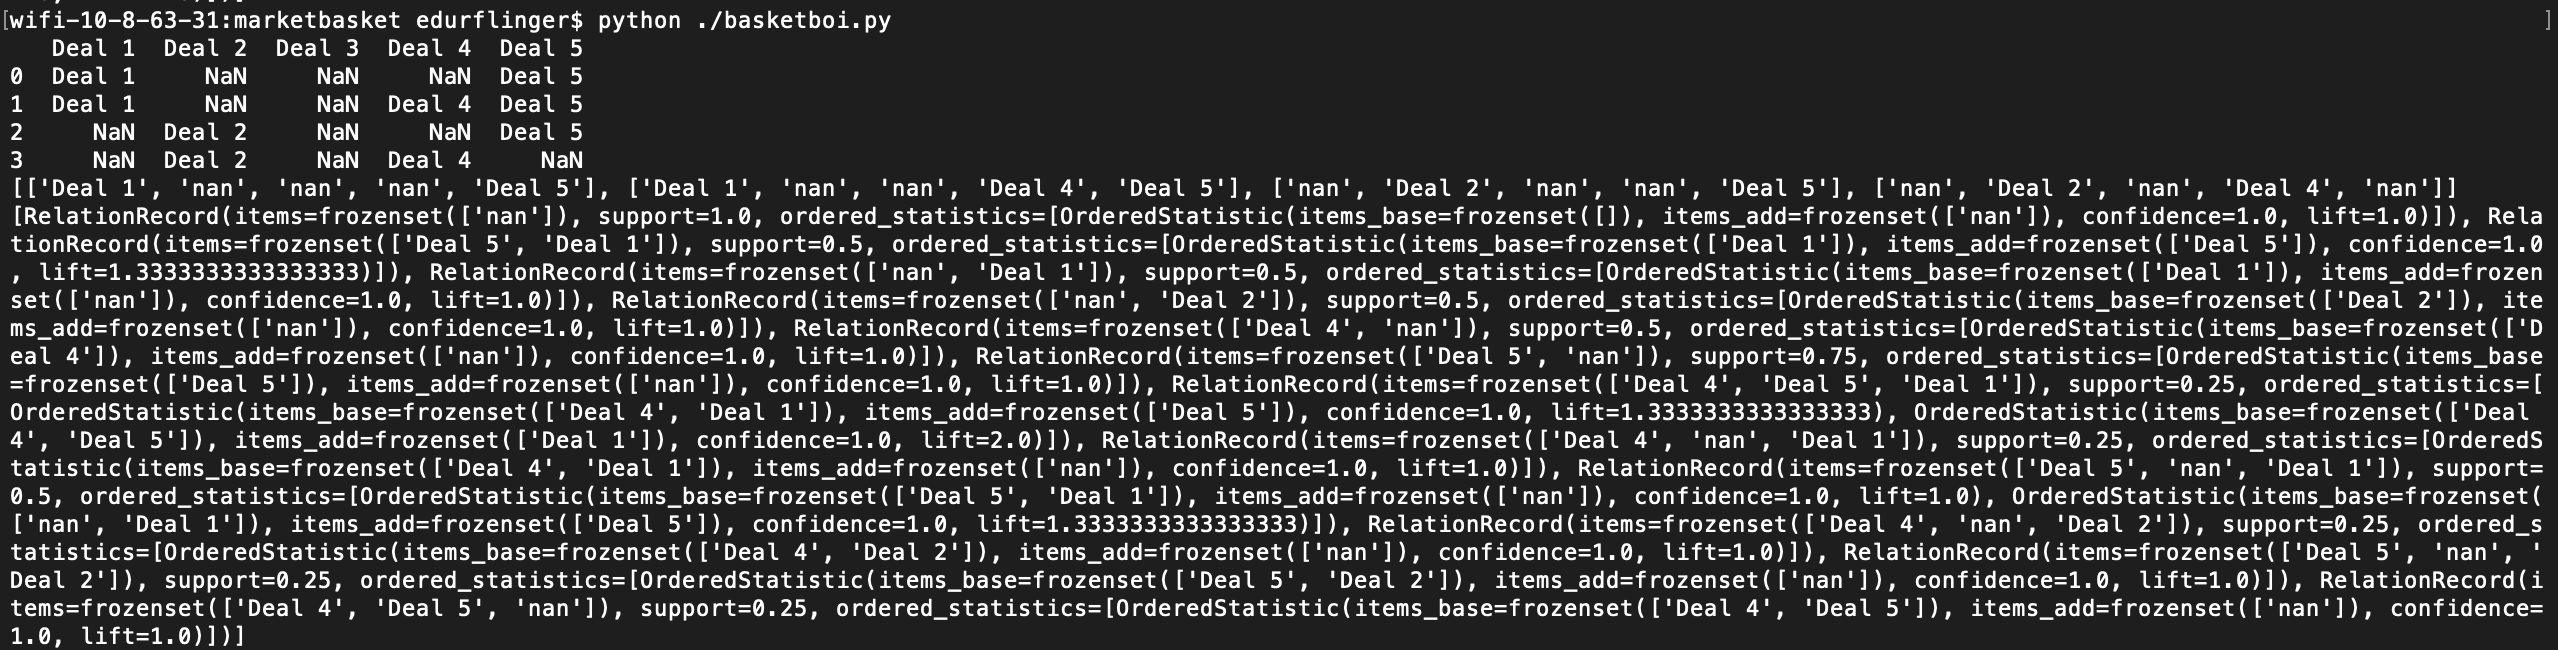 [wifi-10-8-63-31:marketbasket edurflinger$ python ./basketboi.py ]
   Deal 1  Deal 2  Deal 3  Deal 4  Deal 5
0  Deal 1     NaN     NaN     NaN  Deal 5
1  Deal 1     NaN     NaN  Deal 4  Deal 5
2     NaN  Deal 2     NaN     NaN  Deal 5
3     NaN  Deal 2     NaN  Deal 4     NaN
[['Deal 1', 'nan', 'nan', 'nan', 'Deal 5'], ['Deal 1', 'nan', 'nan', 'Deal 4', 'Deal 5'], ['nan', 'Deal 2', 'nan', 'nan', 'Deal 5'], ['nan', 'Deal 2', 'nan', 'Deal 4', 'nan']]
[RelationRecord(items=frozenset(['nan']), support=1.0, ordered_statistics=[OrderedStatistic(items_base=frozenset([]), items_add=frozenset(['nan']), confidence=1.0, lift=1.0)]), Rela
tionRecord(items=frozenset(['Deal 5', 'Deal 1']), support=0.5, ordered_statistics=[OrderedStatistic(items_base=frozenset(['Deal 1']), items_add=frozenset(['Deal 5']), confidence=1.0
, lift=1.3333333333333333)]), RelationRecord(items=frozenset(['nan', 'Deal 1']), support=0.5, ordered_statistics=[OrderedStatistic(items_base=frozenset(['Deal 1']), items_add=frozen
set(['nan']), confidence=1.0, lift=1.0)]), RelationRecord(items=frozenset(['nan', 'Deal 2']), support=0.5, ordered_statistics=[OrderedStatistic(items_base=frozenset(['Deal 2']), ite
ms_add=frozenset(['nan']), confidence=1.0, lift=1.0)]), RelationRecord(items=frozenset(['Deal 4', 'nan']), support=0.5, ordered_statistics=[OrderedStatistic(items_base=frozenset(['D
eal 4']), items_add=frozenset(['nan']), confidence=1.0, lift=1.0)]), RelationRecord(items=frozenset(['Deal 5', 'nan']), support=0.75, ordered_statistics=[OrderedStatistic(items_base
=frozenset(['Deal 5']), items_add=frozenset(['nan']), confidence=1.0, lift=1.0)]), RelationRecord(items=frozenset(['Deal 4', 'Deal 5', 'Deal 1']), support=0.25, ordered_statistics=[
OrderedStatistic(items_base=frozenset(['Deal 4', 'Deal 1']), items_add=frozenset(['Deal 5']), confidence=1.0, lift=1.3333333333333333), OrderedStatistic(items_base=frozenset(['Deal 
4', 'Deal 5']), items_add=frozenset(['Deal 1']), confidence=1.0, lift=2.0)]), RelationRecord(items=frozenset(['Deal 4', 'nan', 'Deal 1']), support=0.25, ordered_statistics=[OrderedS
tatistic(items_base=frozenset(['Deal 4', 'Deal 1']), items_add=frozenset(['nan']), confidence=1.0, lift=1.0)]), RelationRecord(items=frozenset(['Deal 5', 'nan', 'Deal 1']), support=
0.5, ordered_statistics=[OrderedStatistic(items_base=frozenset(['Deal 5', 'Deal 1']), items_add=frozenset(['nan']), confidence=1.0, lift=1.0), OrderedStatistic(items_base=frozenset(
['nan', 'Deal 1']), items_add=frozenset(['Deal 5']), confidence=1.0, lift=1.3333333333333333)]), RelationRecord(items=frozenset(['Deal 4', 'nan', 'Deal 2']), support=0.25, ordered_s
tatistics=[OrderedStatistic(items_base=frozenset(['Deal 4', 'Deal 2']), items_add=frozenset(['nan']), confidence=1.0, lift=1.0)]), RelationRecord(items=frozenset(['Deal 5', 'nan', '
Deal 2']), support=0.25, ordered_statistics=[OrderedStatistic(items_base=frozenset(['Deal 5', 'Deal 2']), items_add=frozenset(['nan']), confidence=1.0, lift=1.0)]), RelationRecord(i
tems=frozenset(['Deal 4', 'Deal 5', 'nan']), support=0.25, ordered_statistics=[OrderedStatistic(items_base=frozenset(['Deal 4', 'Deal 5']), items_add=frozenset(['nan']), confidence=
1.0, lift=1.0)])]